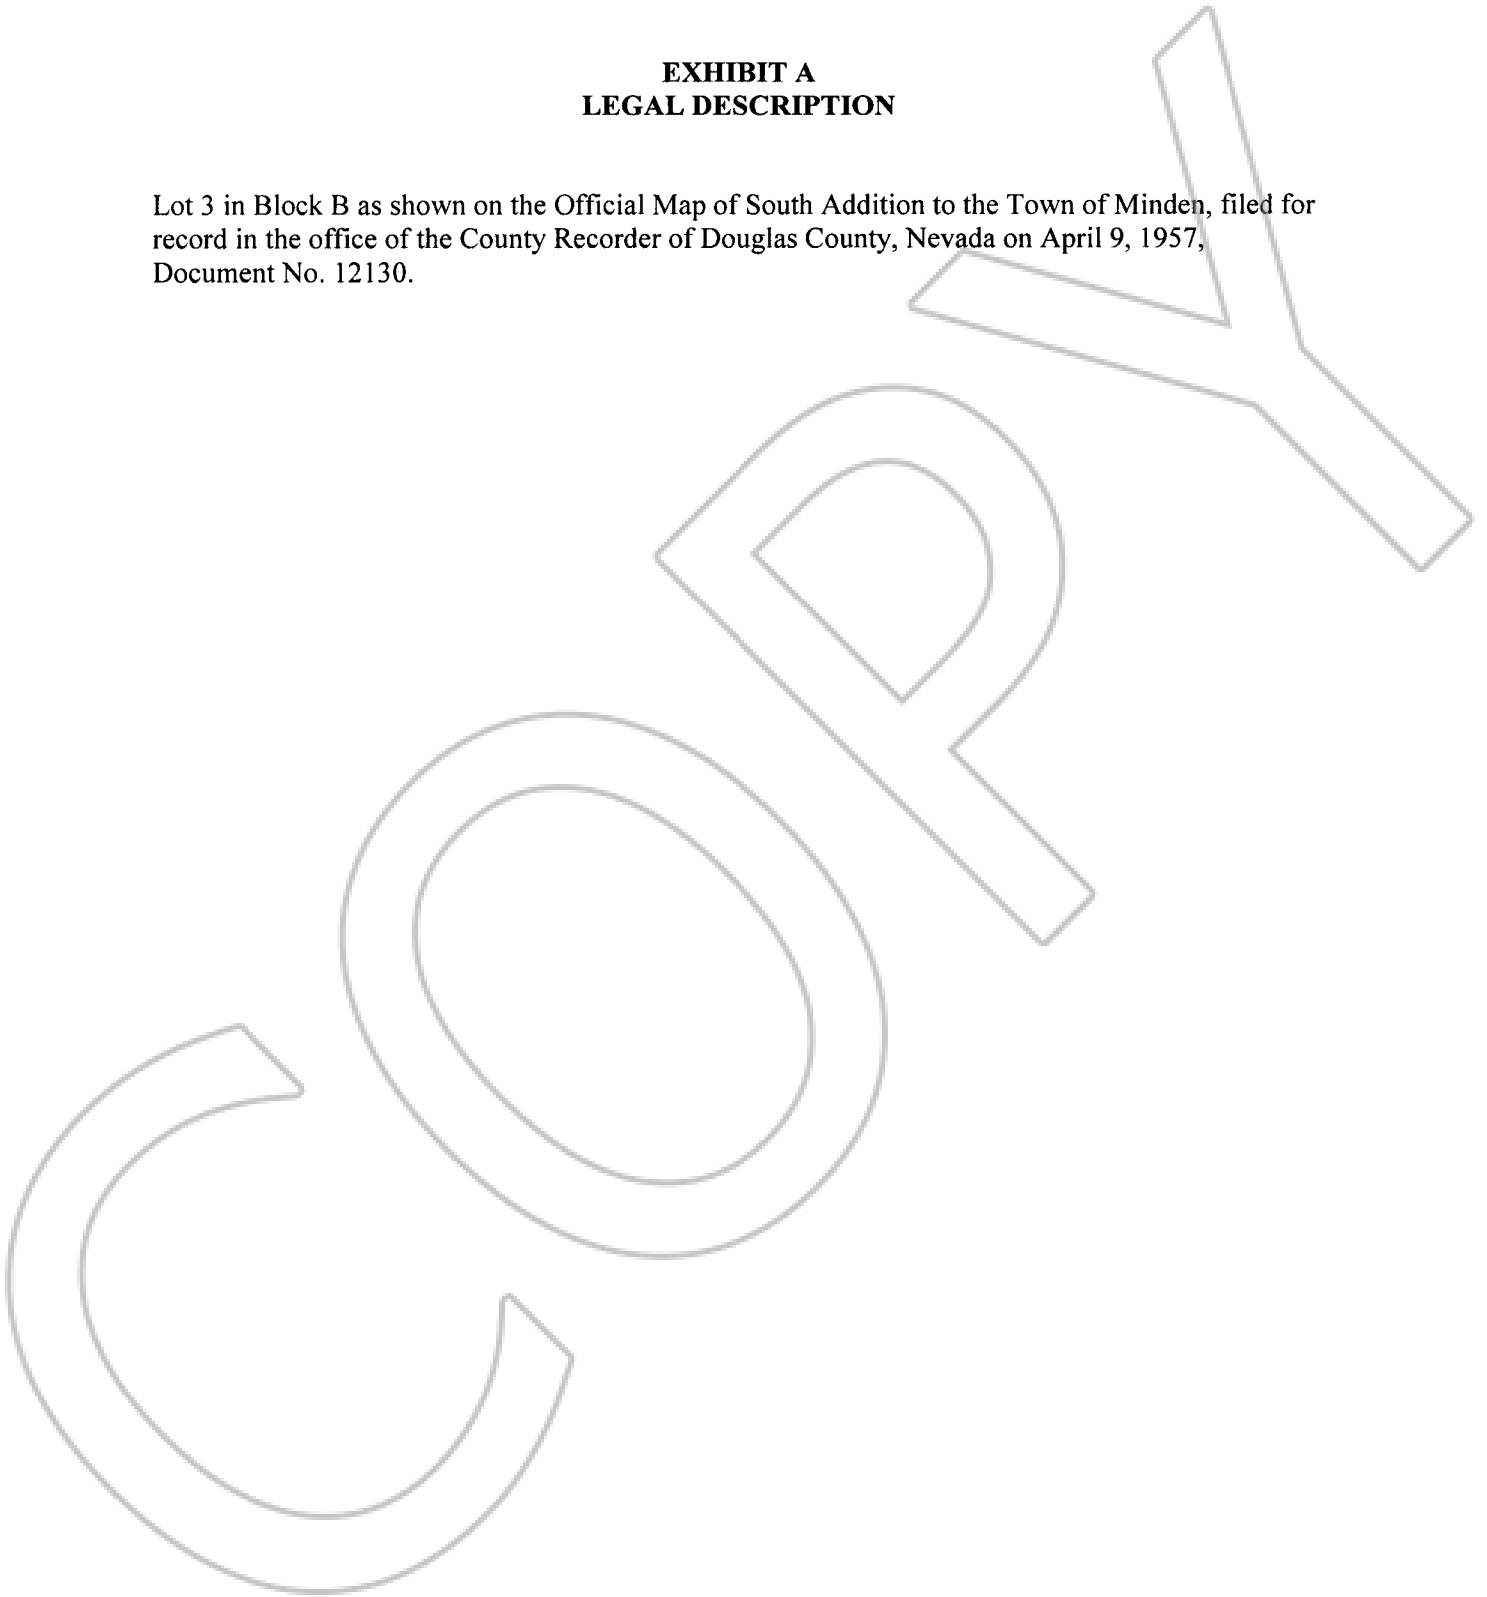 EXHIBIT A
LEGAL DESCRIPTION
Lot 3 in Block B as shown on the Official Map of South Addition to the Town of Minden, filed for
record in the office of the County Recorder of Douglas County, Nevada on April 9, 1957,
Document No. 12130.
COPY